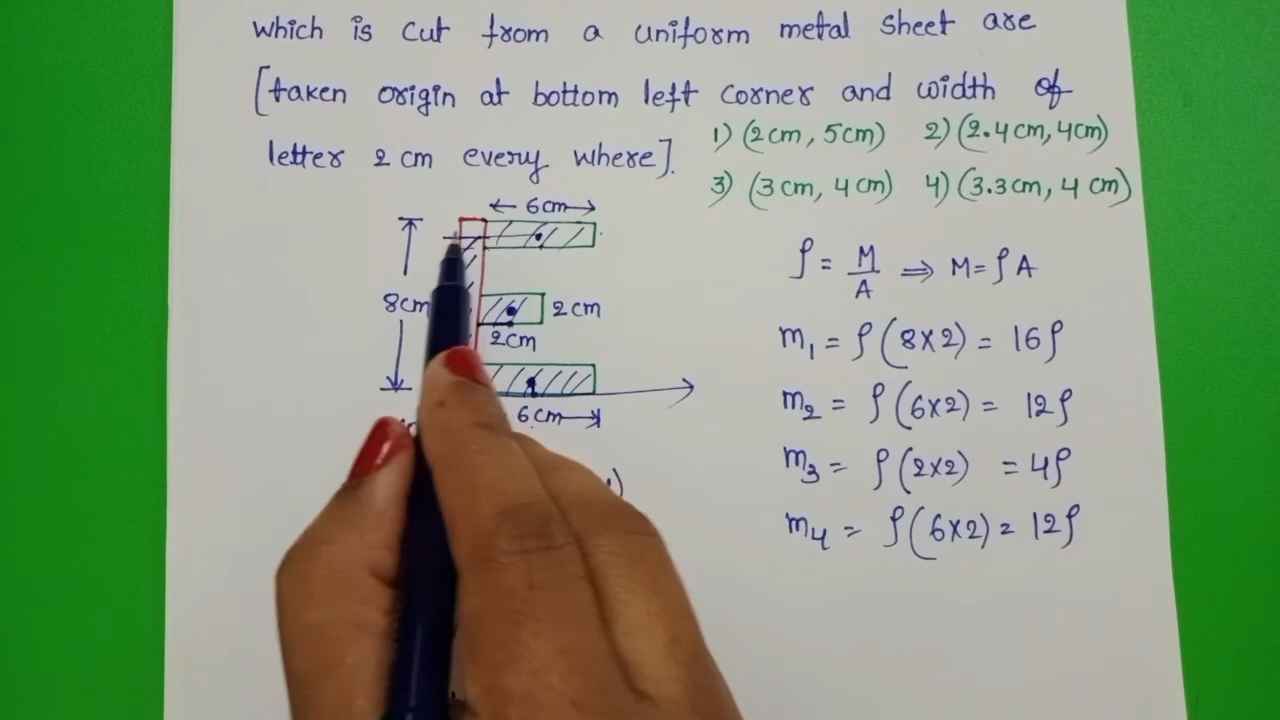 which is cut from a uniform metal sheet are
[taken origin at bottom left corner and width of
letter 2 cm every where].
1) (2cm, 5cm) 2) (2.4cm, 4cm)
3) (3cm, 4cm) 4) (3.3cm, 4cm)
6cm
8cm
2cm
2cm
6cm
ρ = M/A ⇒ M = ρA
m₁ = ρ(8×2) = 16ρ
m₂ = ρ(6×2) = 12ρ
m₃ = ρ(2×2) = 4ρ
m₄ = ρ(6×2) = 12ρ